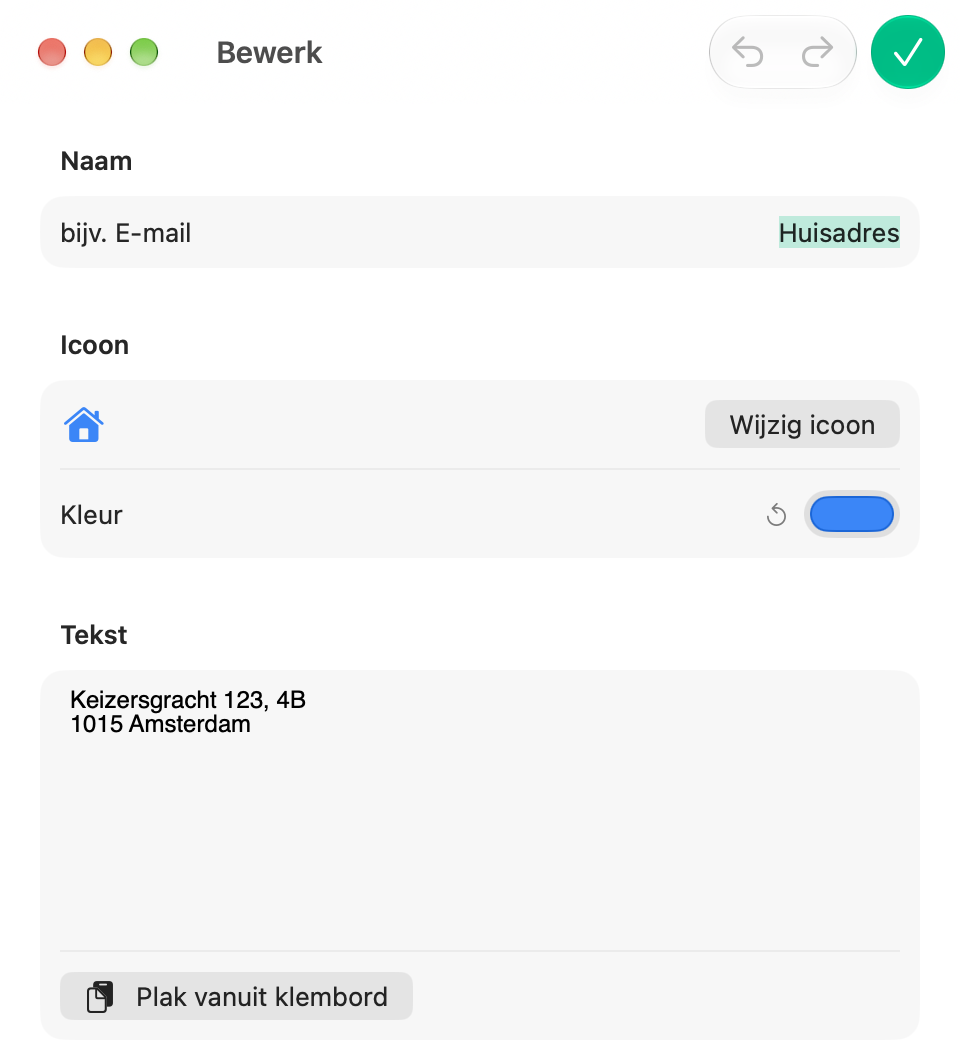 Bewerk
Naam
bijv. E-mail
Huisadres
Icoon
Wijzig icoon
Kleur
Tekst
Keizersgracht 123, 4B
1015 Amsterdam
Plak vanuit klembord